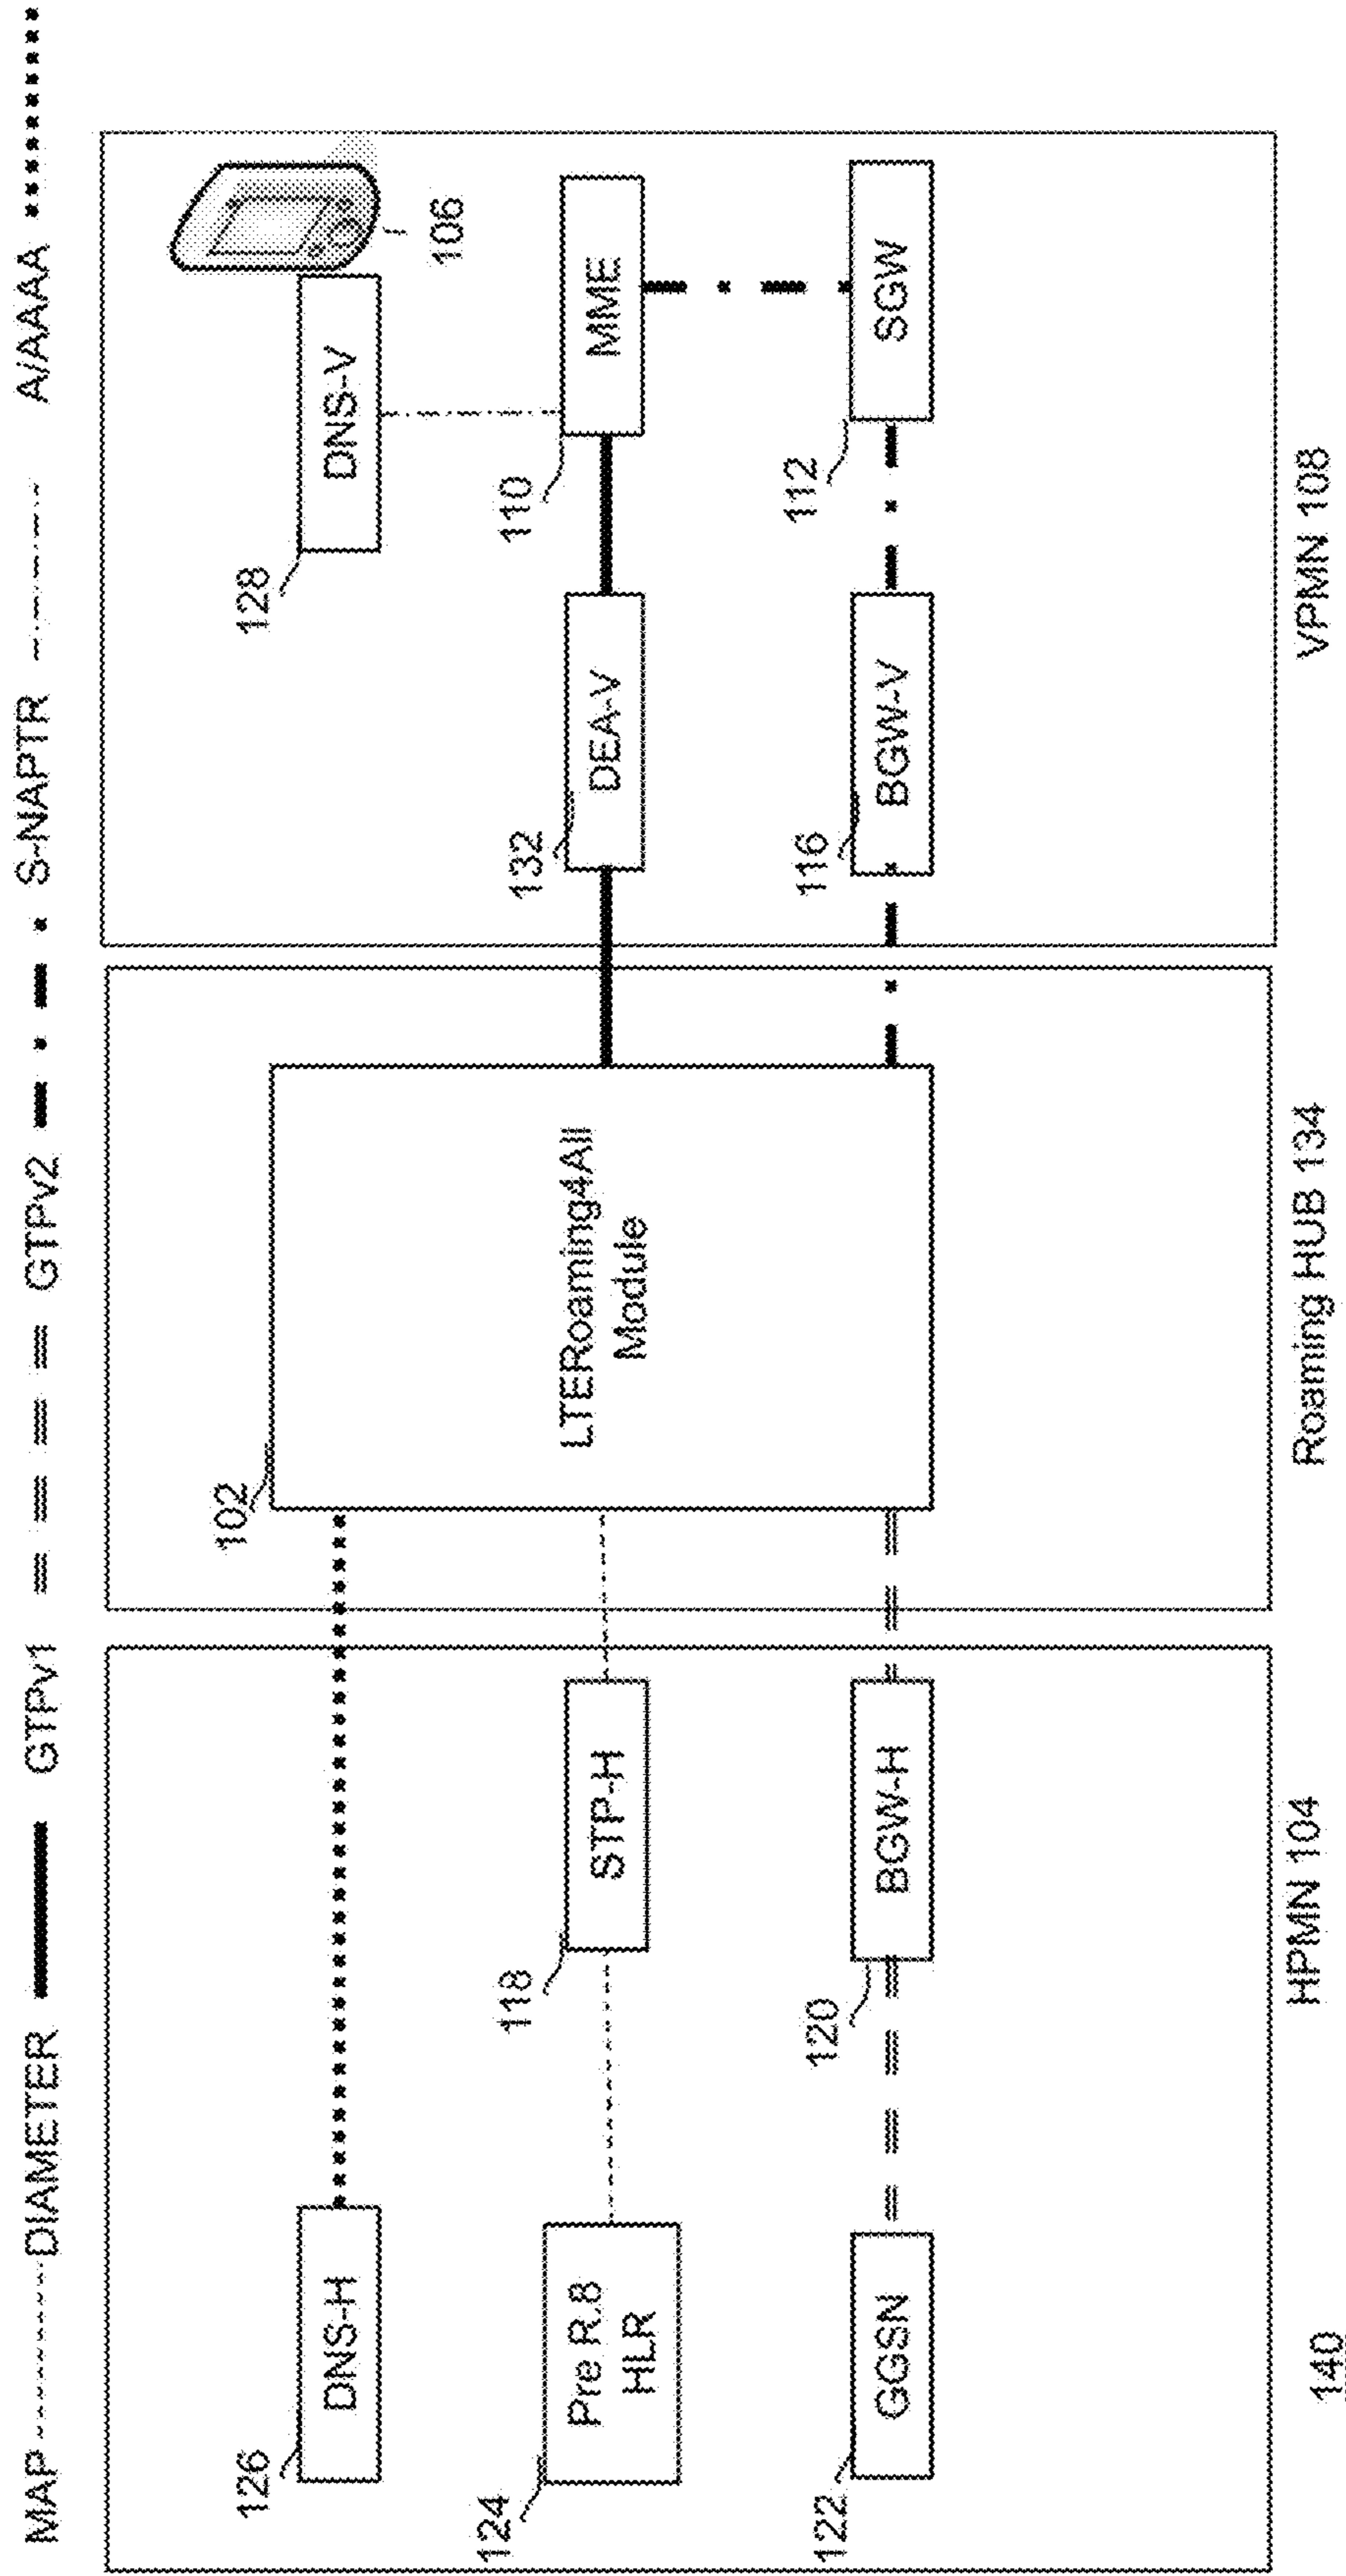 MAP DIAMETER GTPv1 GTPv2 S-NAPTR A/AAAA
126
DNS-H
124
Pre R.8
HLR
122
GGSN
118
STP-H
120
BGW-H
HPMN 104
102
LTERoaming4All
Module
Roaming HUB 134
128
DNS-V
106
132
DEA-V
110
MME
116
BGW-V
112
SGW
VPMN 108
140